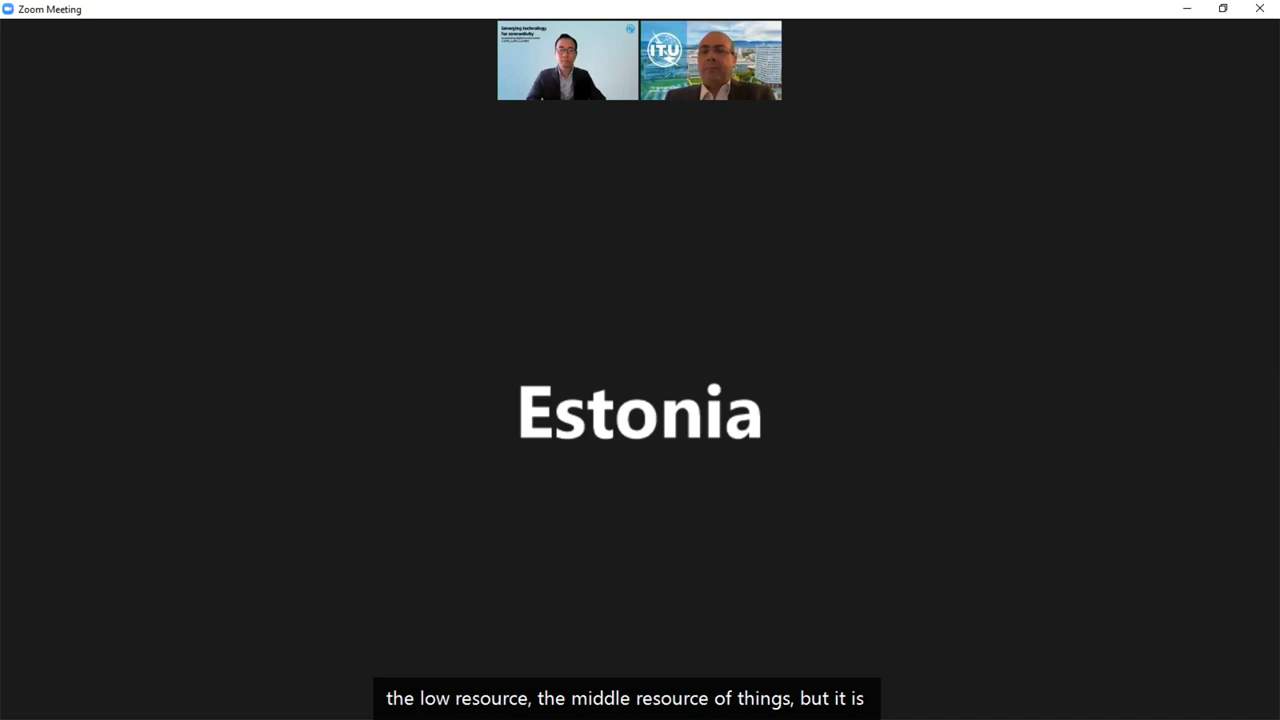 Zoom Meeting
Emerging technology
for connectivity
ITU
Estonia
the low resource, the middle resource of things, but it is